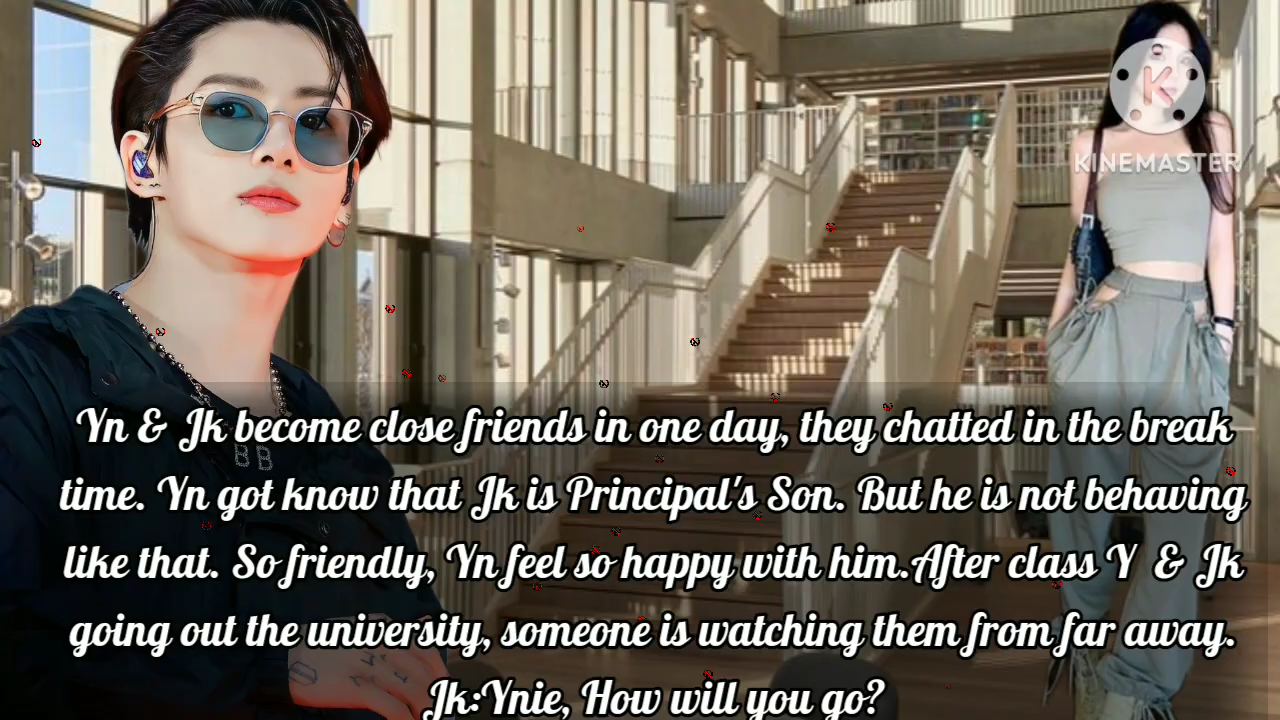 KINEMASTER
BB
Yn & Jk become close friends in one day, they chatted in the break
time. Yn got know that Jk is Principal's Son. But he is not behaving
like that. So friendly, Yn feel so happy with him.After class Y & Jk
going out the university, someone is watching them from far away.
Jk:Ynie, How will you go?